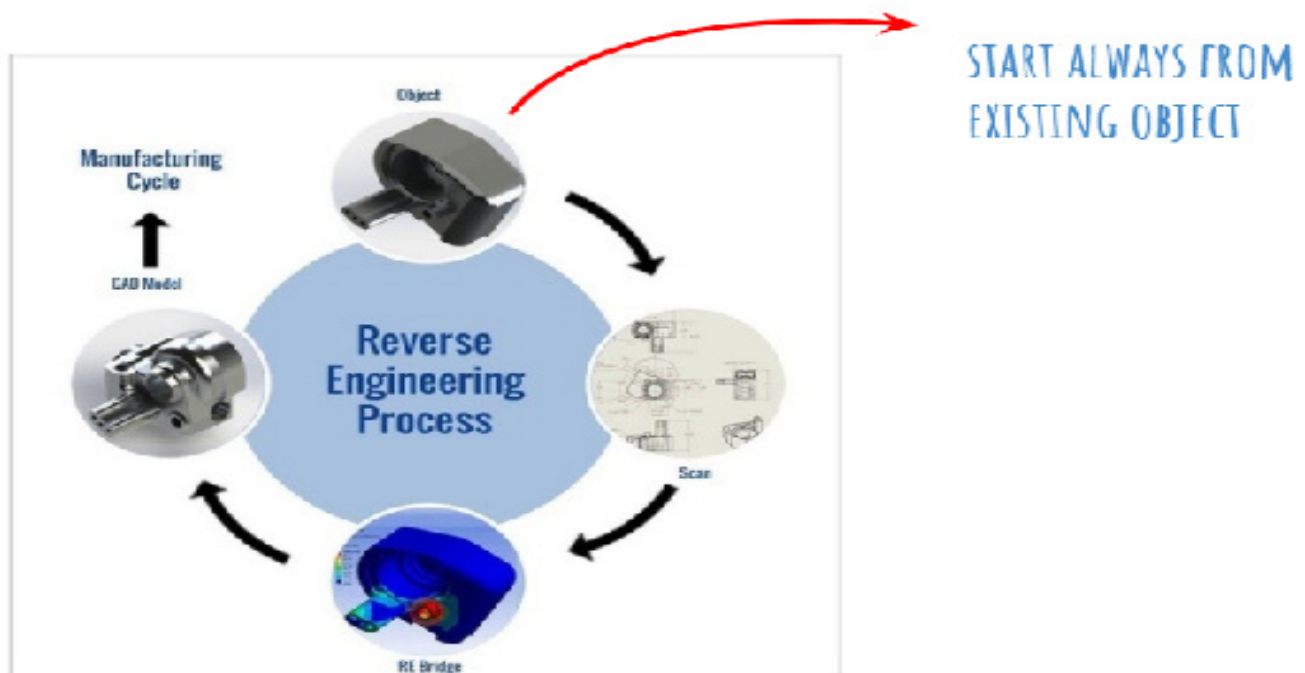 START ALWAYS FROM
EXISTING OBJECT
Object
Manufacturing
Cycle
CAD Model
Reverse
Engineering
Process
Scan
RE Bridge